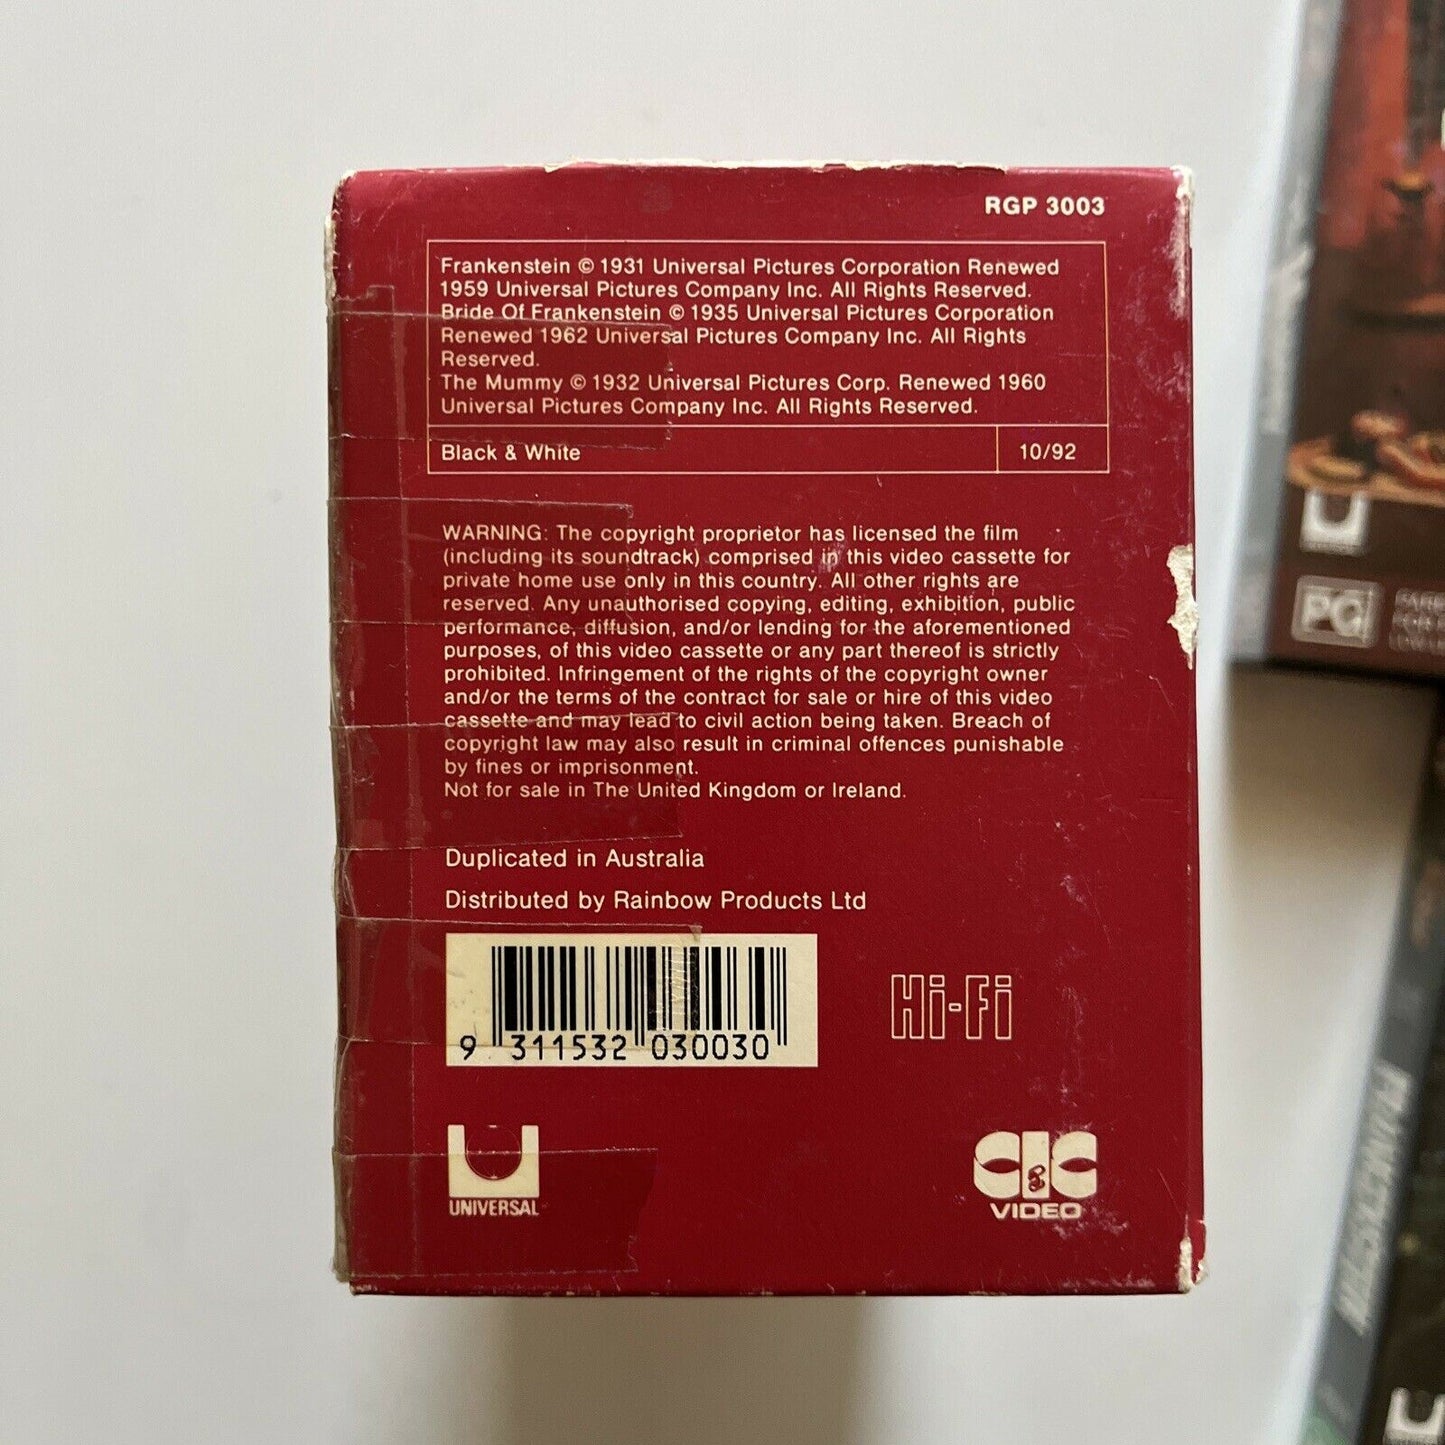 RGP 3003
Frankenstein © 1931 Universal Pictures Corporation Renewed
1959 Universal Pictures Company Inc. All Rights Reserved.
Bride Of Frankenstein © 1935 Universal Pictures Corporation
Renewed 1962 Universal Pictures Company Inc. All Rights
Reserved.
The Mummy © 1932 Universal Pictures Corp. Renewed 1960
Universal Pictures Company Inc. All Rights Reserved.
Black & White 10/92
WARNING: The copyright proprietor has licensed the film
(including its soundtrack) comprised in this video cassette for
private home use only in this country. All other rights are
reserved. Any unauthorised copying, editing, exhibition, public
performance, diffusion, and/or lending for the aforementioned
purposes, of this video cassette or any part thereof is strictly
prohibited. Infringement of the rights of the copyright owner
and/or the terms of the contract for sale or hire of this video
cassette and may lead to civil action being taken. Breach of
copyright law may also result in criminal offences punishable
by fines or imprisonment.
Not for sale in The United Kingdom or Ireland.
Duplicated in Australia
Distributed by Rainbow Products Ltd
9 311532 030030
Hi-Fi
UNIVERSAL
CIC
VIDEO
PG